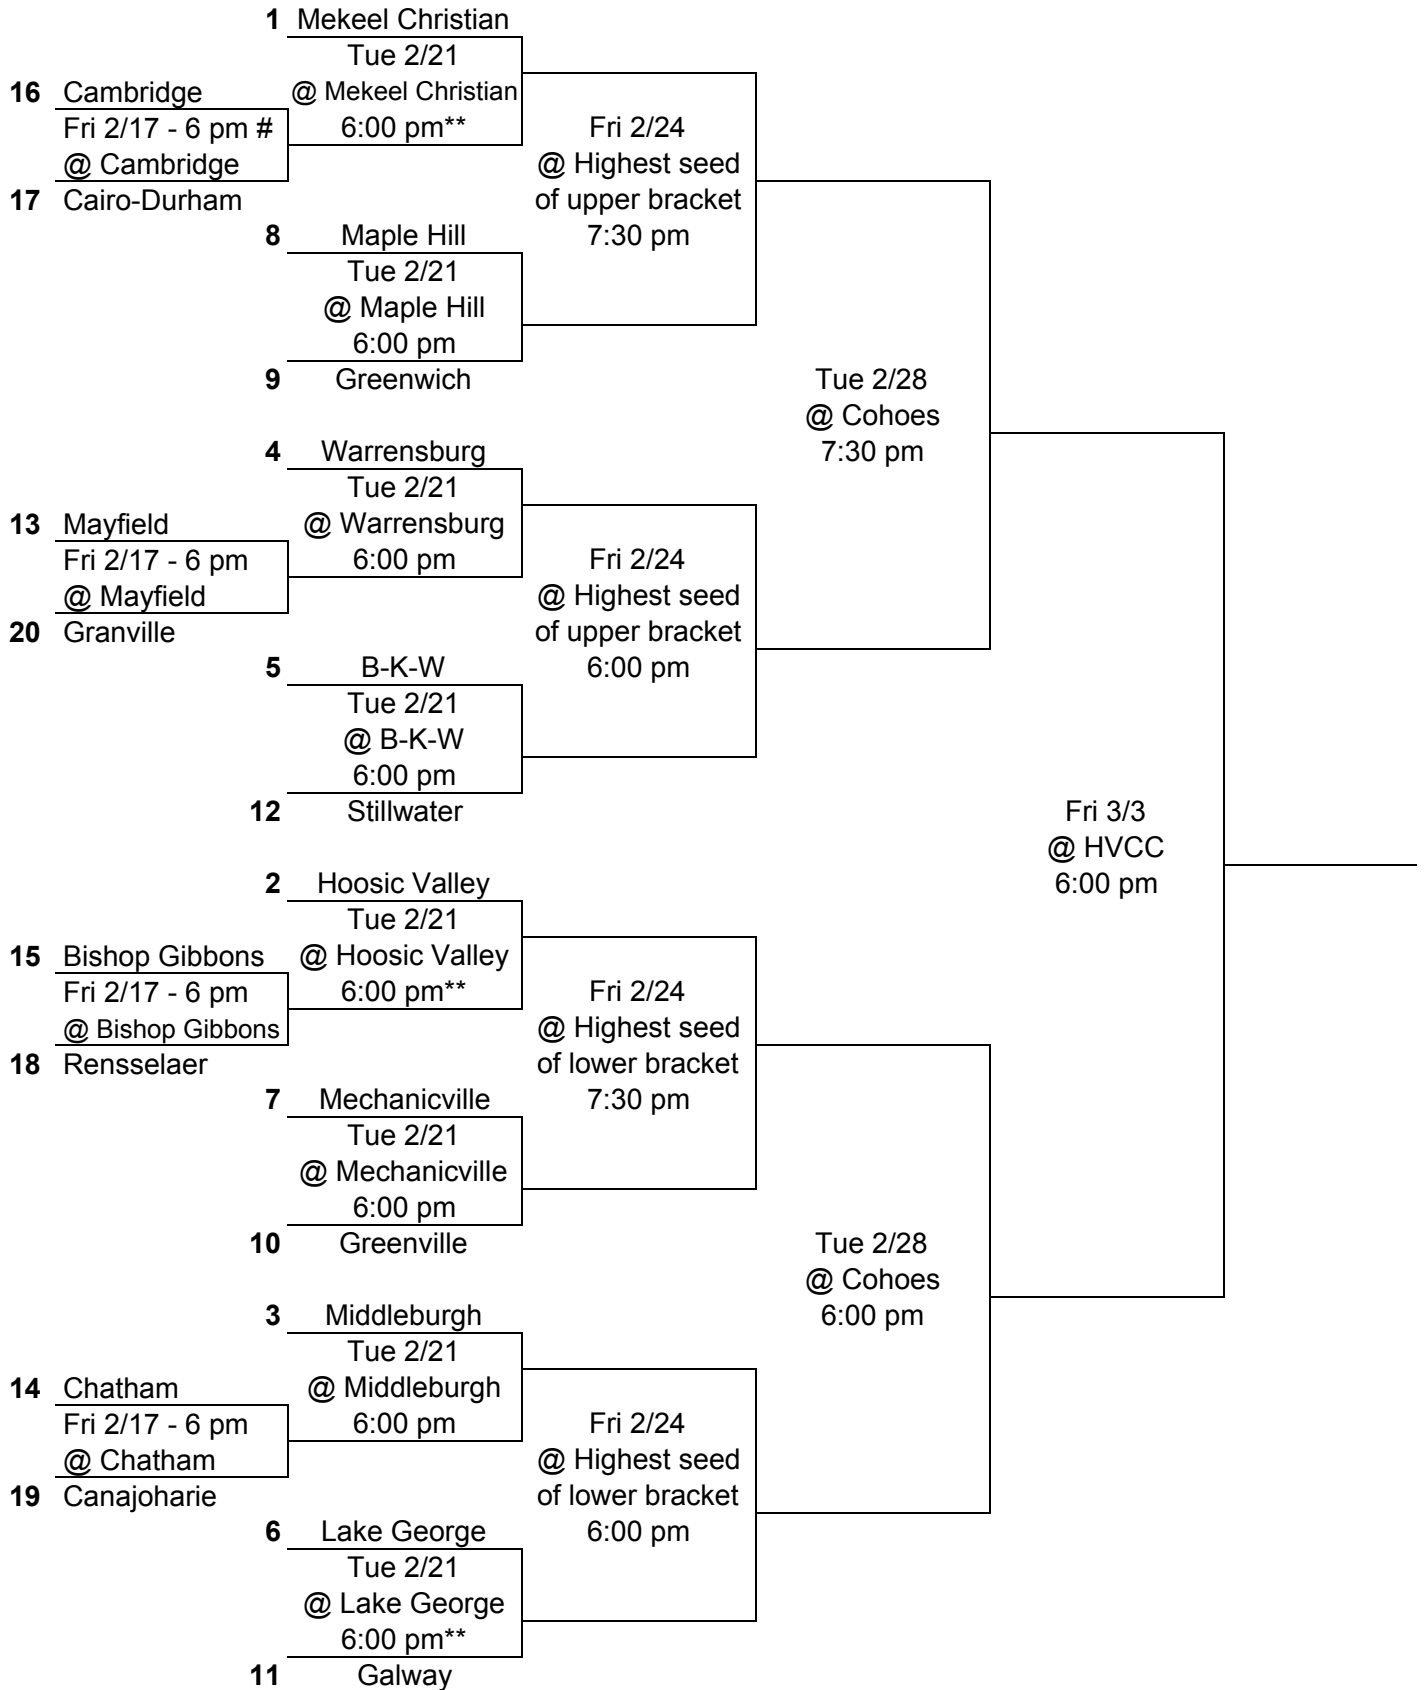 1 Mekeel Christian
Tue 2/21
16 Cambridge @ Mekeel Christian
Fri 2/17 - 6 pm # 6:00 pm** Fri 2/24
@ Cambridge @ Highest seed
17 Cairo-Durham of upper bracket
8 Maple Hill 7:30 pm
Tue 2/21
@ Maple Hill
6:00 pm
9 Greenwich Tue 2/28
@ Cohoes
4 Warrensburg 7:30 pm
Tue 2/21
13 Mayfield @ Warrensburg
Fri 2/17 - 6 pm 6:00 pm Fri 2/24
@ Mayfield @ Highest seed
20 Granville of upper bracket
5 B-K-W 6:00 pm
Tue 2/21
@ B-K-W
6:00 pm
12 Stillwater Fri 3/3
@ HVCC
2 Hoosic Valley 6:00 pm
Tue 2/21
15 Bishop Gibbons @ Hoosic Valley
Fri 2/17 - 6 pm 6:00 pm** Fri 2/24
@ Bishop Gibbons @ Highest seed
18 Rensselaer of lower bracket
7 Mechanicville 7:30 pm
Tue 2/21
@ Mechanicville
6:00 pm
10 Greenville Tue 2/28
@ Cohoes
3 Middleburgh 6:00 pm
Tue 2/21
14 Chatham @ Middleburgh
Fri 2/17 - 6 pm 6:00 pm Fri 2/24
@ Chatham @ Highest seed
19 Canajoharie of lower bracket
6 Lake George 6:00 pm
Tue 2/21
@ Lake George
6:00 pm**
11 Galway